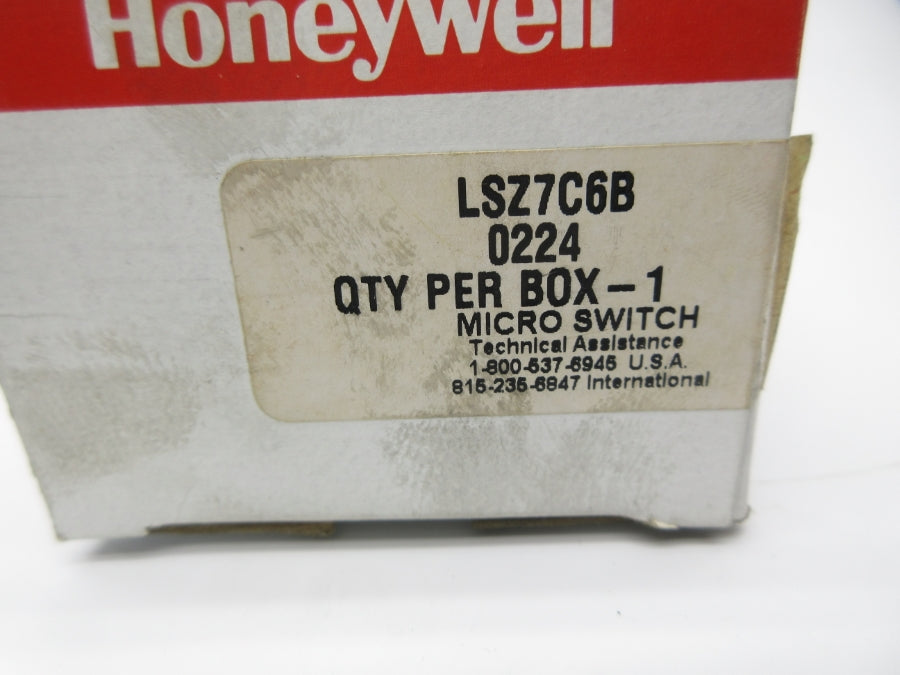 Honeywell
LSZ7C6B
0224
QTY PER BOX-1
MICRO SWITCH
Technical Assistance
1-800-537-6945 U.S.A.
815-235-6847 International